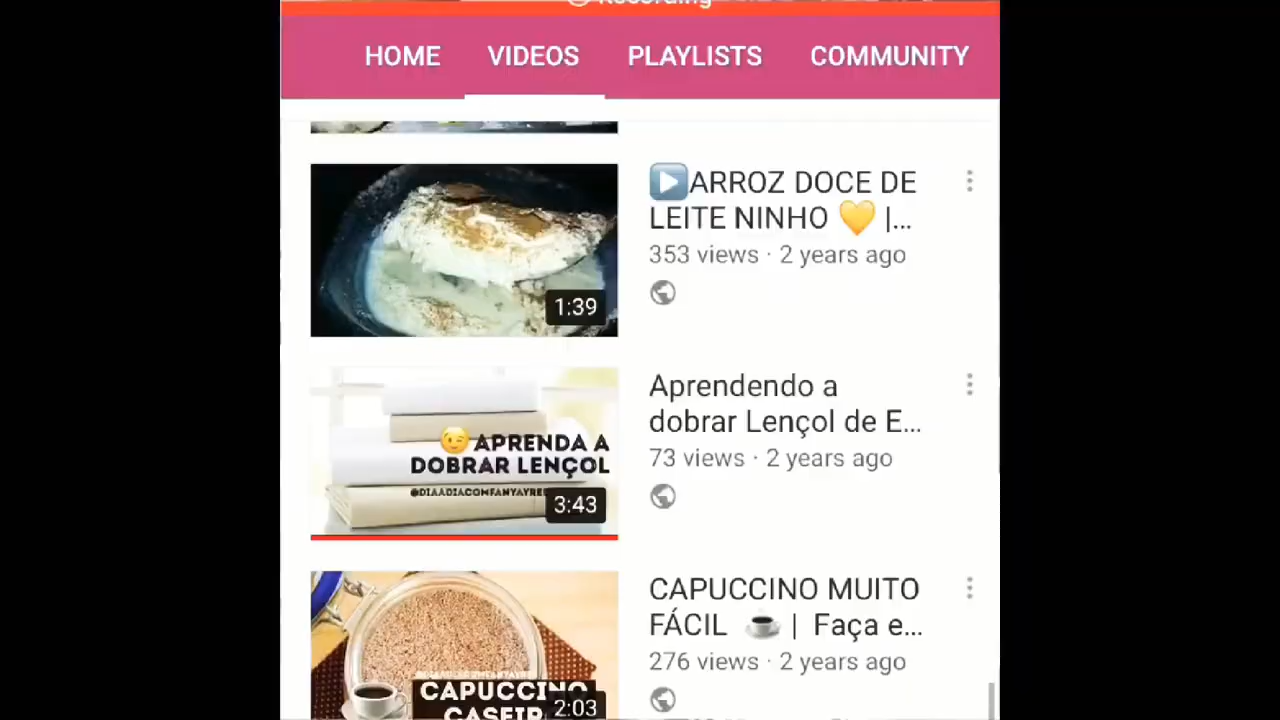 Recording
HOME VIDEOS PLAYLISTS COMMUNITY
▶️ARROZ DOCE DE
LEITE NINHO 💛 |...
353 views · 2 years ago
1:39
Aprendendo a
dobrar Lençol de E...
73 views · 2 years ago
😉 APRENDA A
DOBRAR LENÇOL
3:43
CAPUCCINO MUITO
FÁCIL ☕ | Faça e...
276 views · 2 years ago
CAPUCCINO
2:03